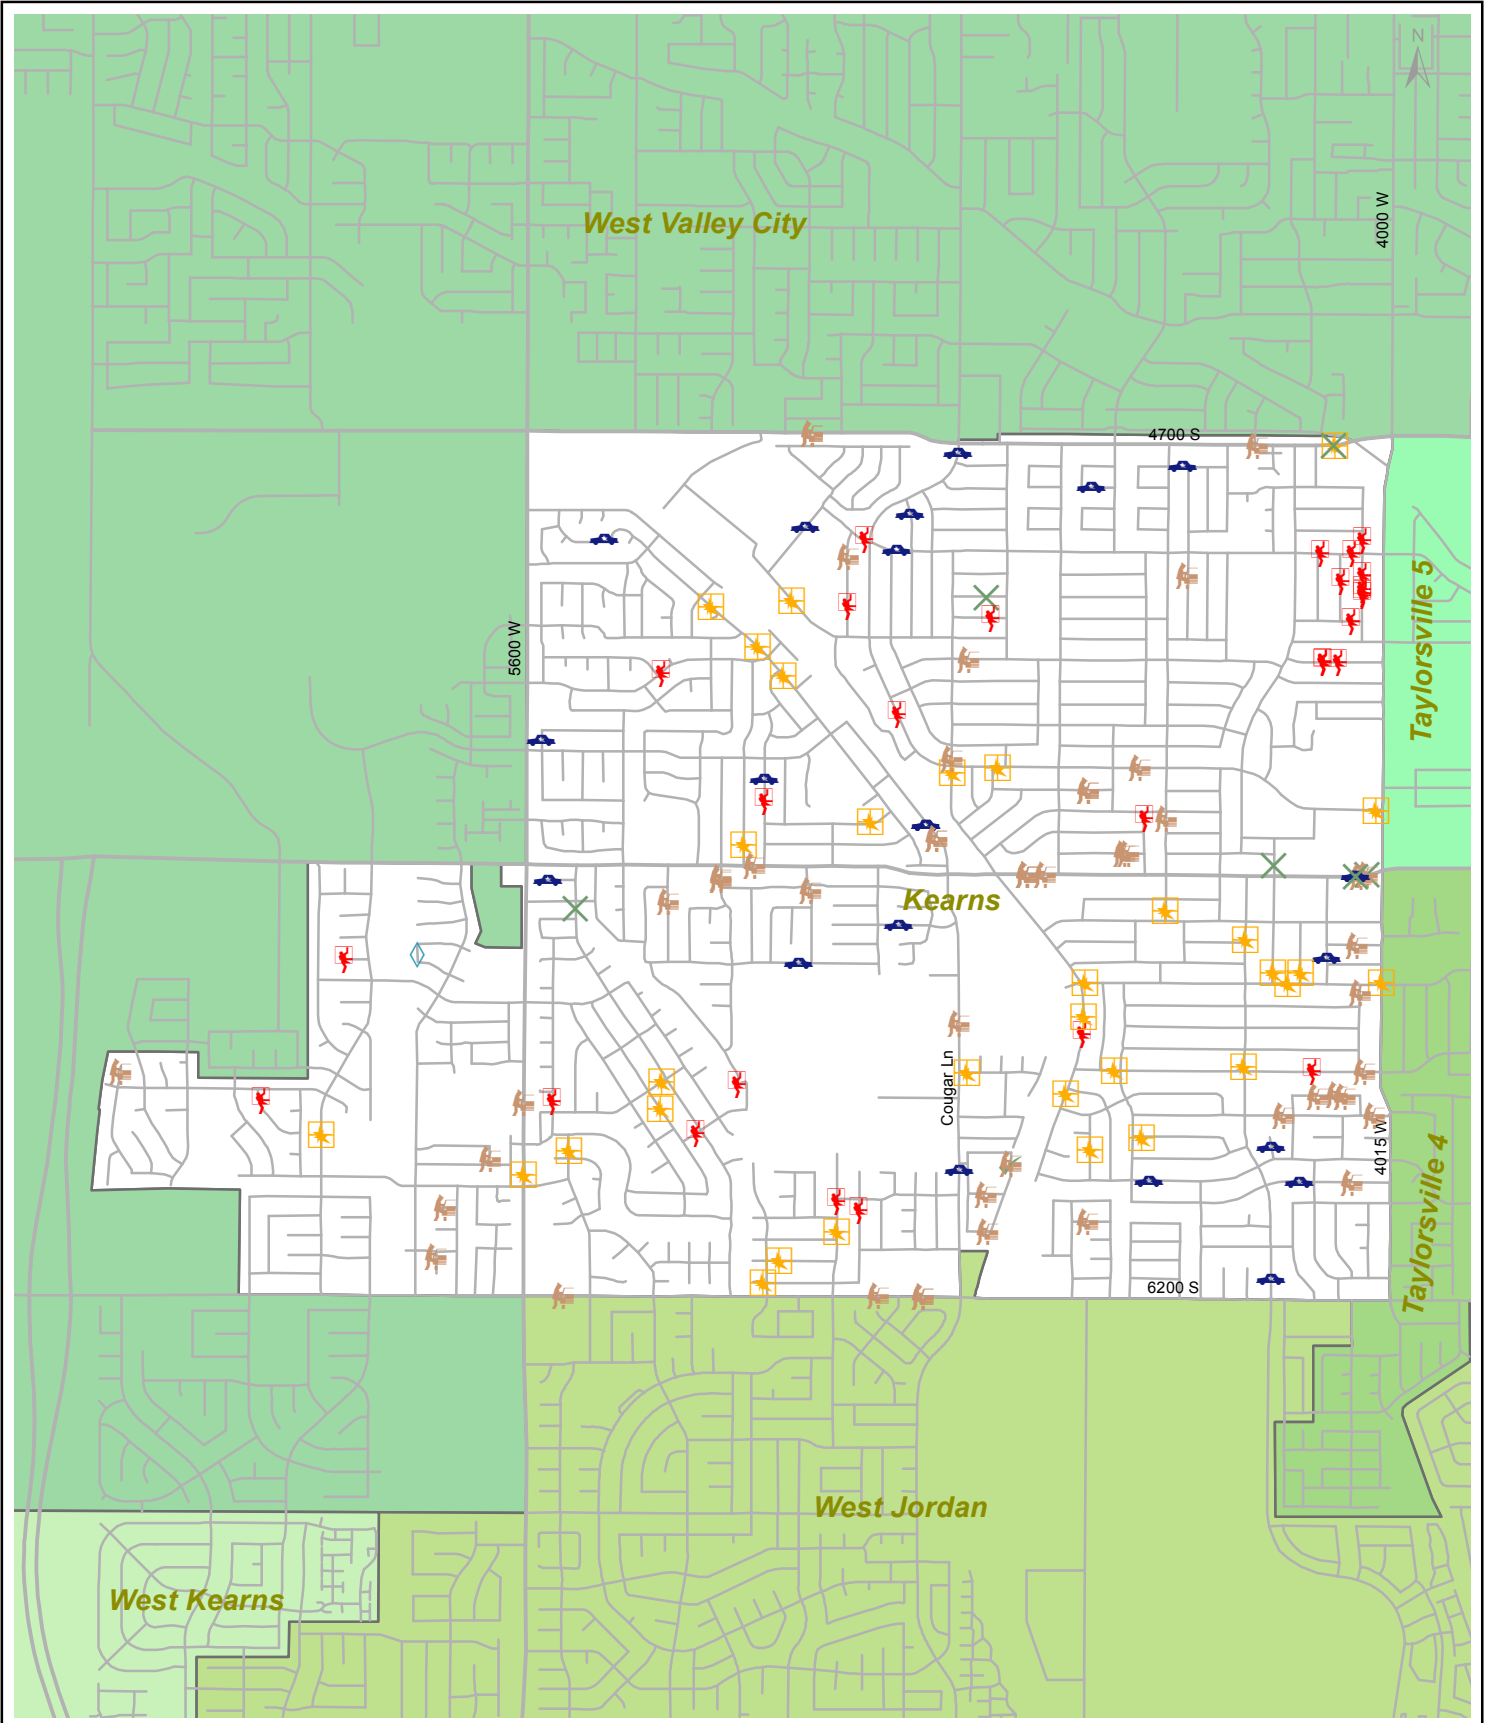 N
West Valley City
4000 W
4700 S
5600 W
Taylorsville 5
Kearns
Cougar Ln
4015 W
Taylorsville 4
6200 S
West Jordan
West Kearns